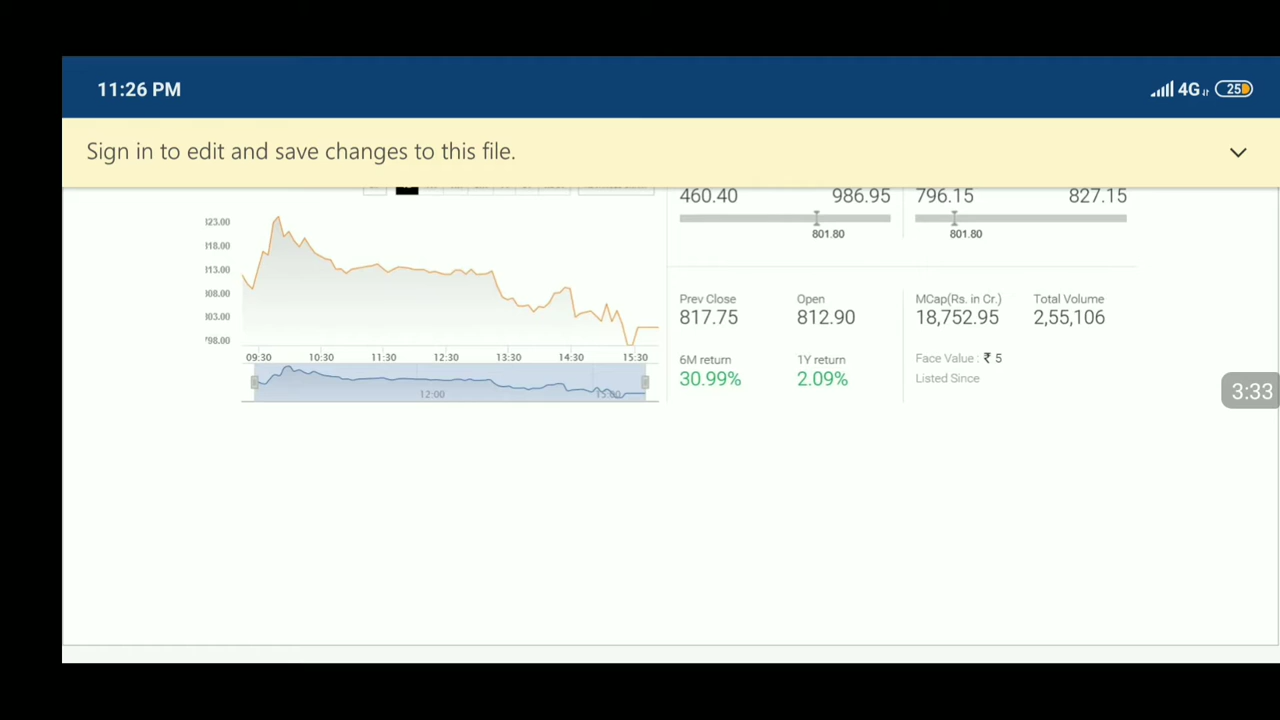 11:26 PM
4G
25
Sign in to edit and save changes to this file.
460.40 986.95 796.15 827.15
801.80 801.80
Prev Close Open MCap(Rs. in Cr.) Total Volume
817.75 812.90 18,752.95 2,55,106
6M return 1Y return Face Value : ₹ 5
30.99% 2.09% Listed Since
3:33
09:30 10:30 11:30 12:30 13:30 14:30 15:30
12:00 15:00